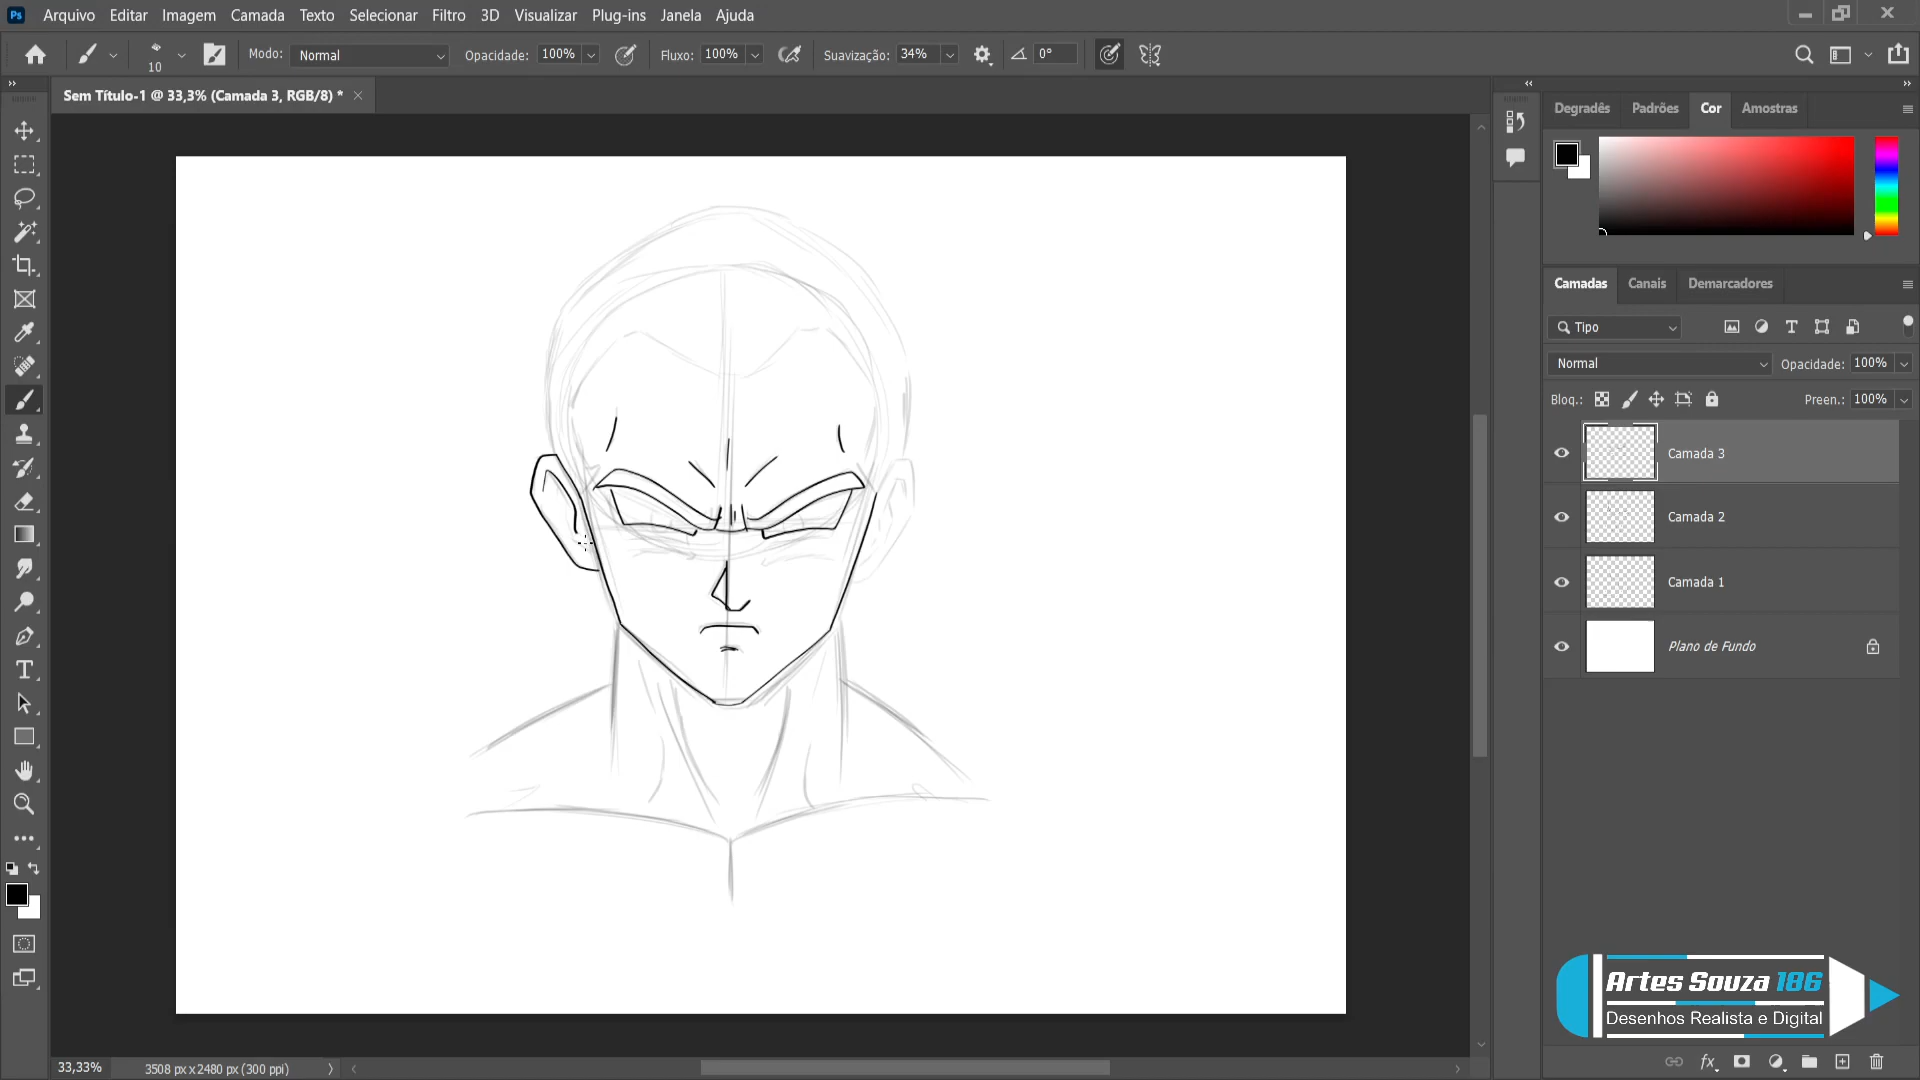 Ps Arquivo Editar Imagem Camada Texto Selecionar Filtro 3D Visualizar Plug-ins Janela Ajuda
10 Modo: Normal Opacidade: 100% Fluxo: 100% Suavização: 34% 0°
Sem Título-1 @ 33,3% (Camada 3, RGB/8) *
Degradês Padrões Cor Amostras
Camadas Canais Demarcadores
Tipo
Normal Opacidade: 100%
Bloq.: Preen.: 100%
Camada 3
Camada 2
Camada 1
Plano de Fundo
Artes Souza 186
Desenhos Realista e Digital
33,33% 3508 px x 2480 px (300 ppi)